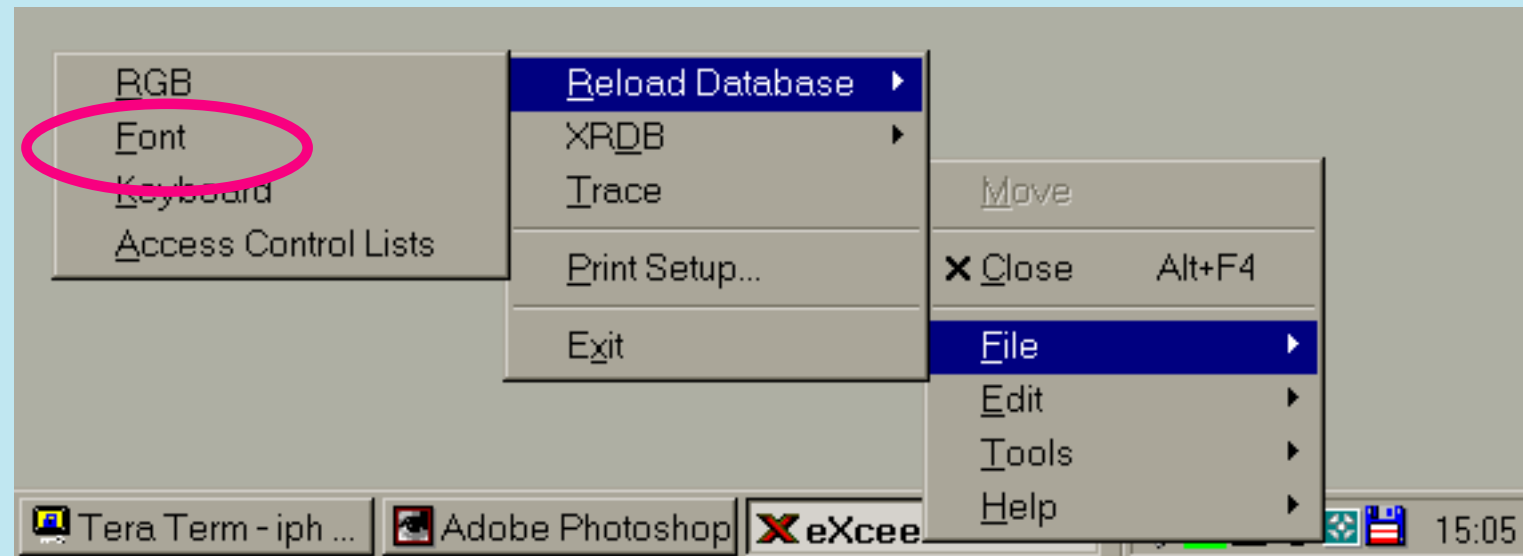 RGB
Font
Keyboard
Access Control Lists
Reload Database
XRDB
Trace
Print Setup...
Exit
Move
Close Alt+F4
File
Edit
Tools
Help
Tera Term - iph ...
Adobe Photoshop
eXcee
15:05